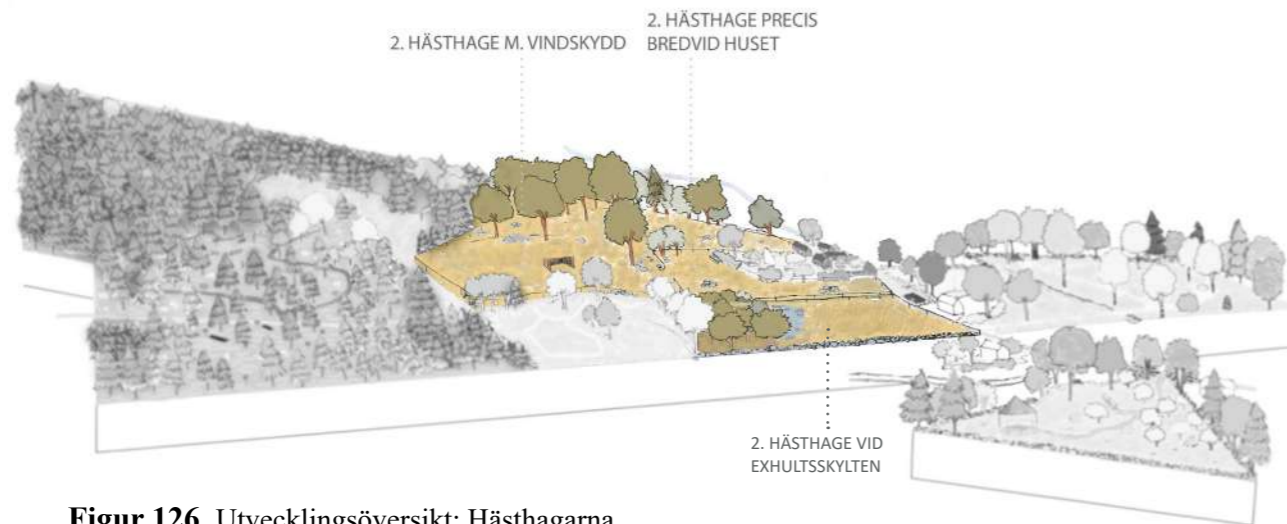 2. HÄSTHAGE M. VINDSKYDD
2. HÄSTHAGE PRECIS
BREDVID HUSET
2. HÄSTHAGE VID
EXHULTSSKYLTEN
Figur 126. Utvecklingsöversikt: Hästhagarna